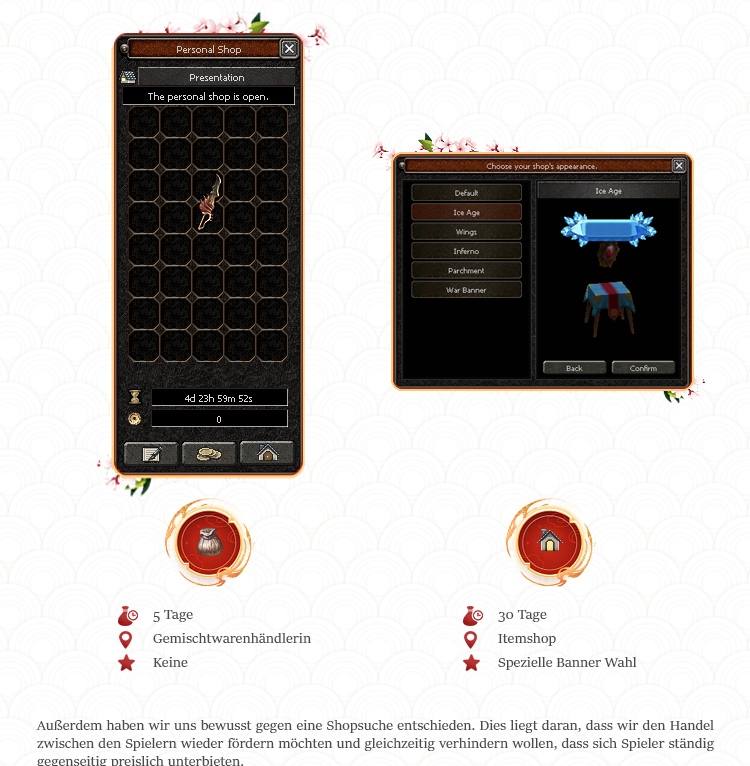 Personal Shop
Presentation
The personal shop is open.
4d 23h 59m 52s
0
Choose your shop's appearance.
Default
Ice Age
Wings
Inferno
Parchment
War Banner
Ice Age
Back
Confirm
5 Tage
Gemischtwarenhändlerin
Keine
30 Tage
Itemshop
Spezielle Banner Wahl
Außerdem haben wir uns bewusst gegen eine Shopsuche entschieden. Dies liegt daran, dass wir den Handel
zwischen den Spielern wieder fördern möchten und gleichzeitig verhindern wollen, dass sich Spieler ständig
gegenseitig preislich unterbieten.